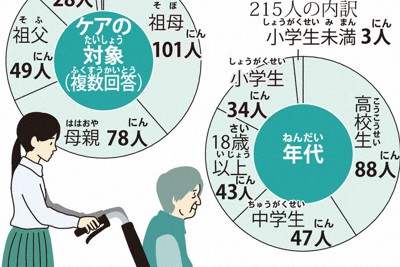 28人
ケアの
たいしょう
対象
ふくすうかいとう
(複数回答)
そふ
祖父
にん
49人
そぼ
祖母
にん
101人
ははおや にん
母親 78人
215人の内訳
しょうがくせい みまん にん
小学生未満 3人
しょうがくせい
小学生
にん
34人
さい
18歳
いじょう
以上
にん
43人
ねんだい
年代
こうこうせい
高校生
にん
88人
ちゅうがくせい
中学生
にん
47人